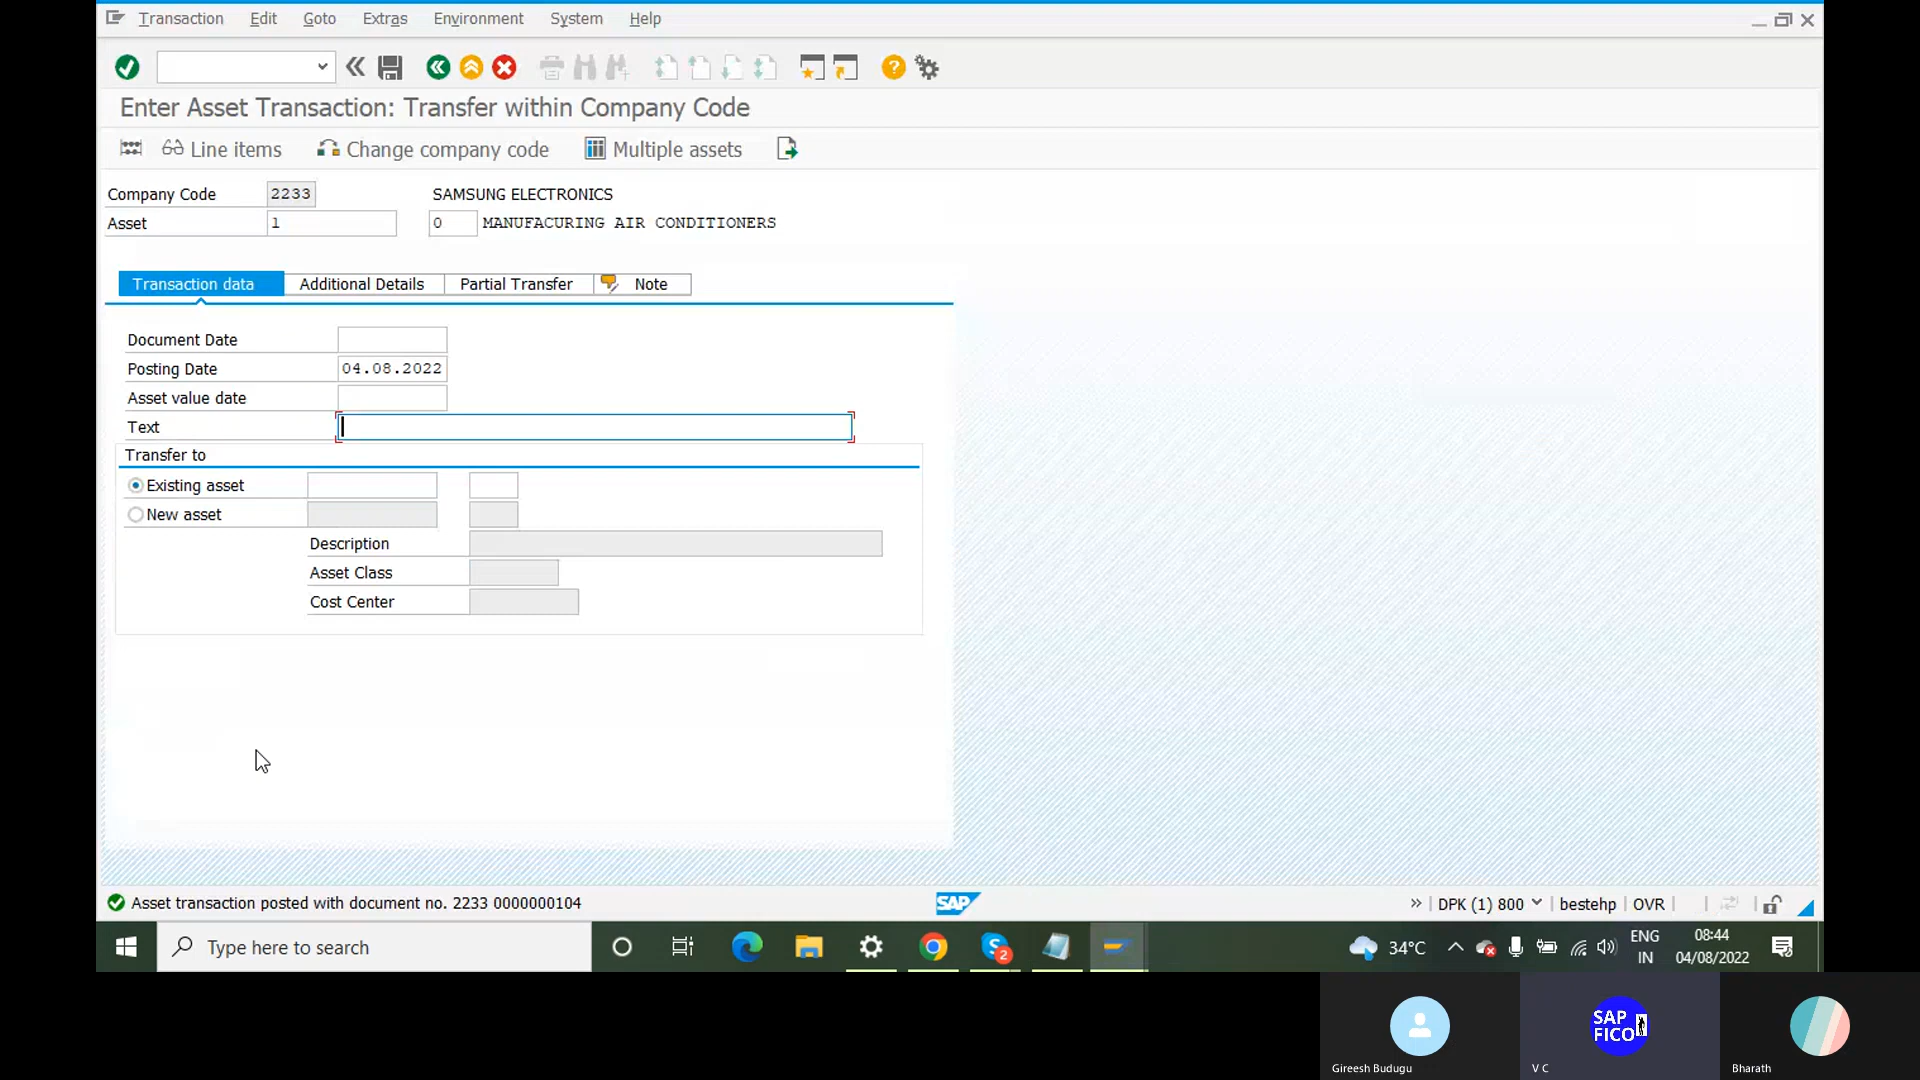 Transaction Edit Goto Extras Environment System Help
Enter Asset Transaction: Transfer within Company Code
Line items Change company code Multiple assets
Company Code 2233 SAMSUNG ELECTRONICS
Asset 1 0 MANUFACURING AIR CONDITIONERS
Transaction data Additional Details Partial Transfer Note
Document Date
Posting Date 04.08.2022
Asset value date
Text
Transfer to
Existing asset
New asset
Description
Asset Class
Cost Center
Asset transaction posted with document no. 2233 0000000104 SAP DPK (1) 800 bestehp OVR
Type here to search 2 34°C ENG IN 08:44 04/08/2022
SAP FICO
Gireesh Budugu V C Bharath